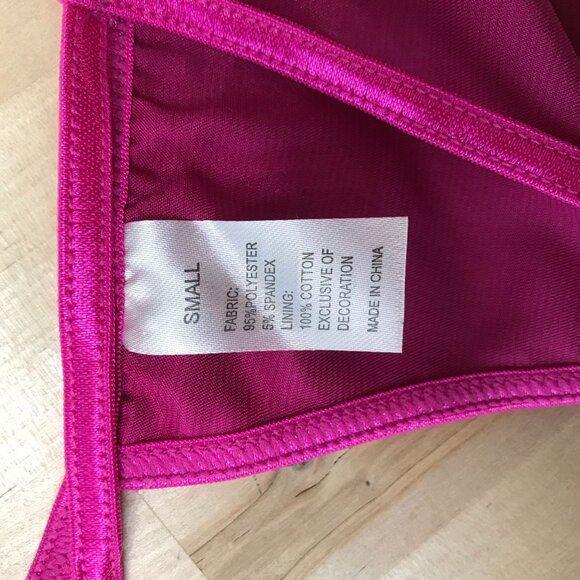 SMALL
FABRIC:
95%POLYESTER
5% SPANDEX
LINING:
100% COTTON
EXCLUSIVE OF
DECORATION
MADE IN CHINA